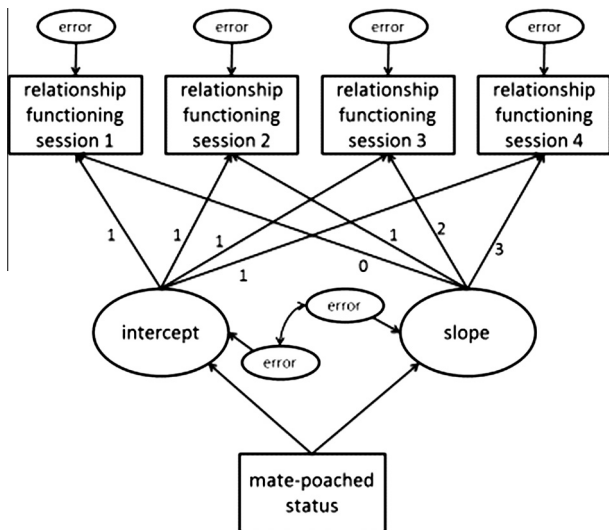 error
error
error
error
relationship
functioning
session 1
relationship
functioning
session 2
relationship
functioning
session 3
relationship
functioning
session 4
1
1
1
1
0
1
2
3
intercept
error
error
slope
mate-poached
status